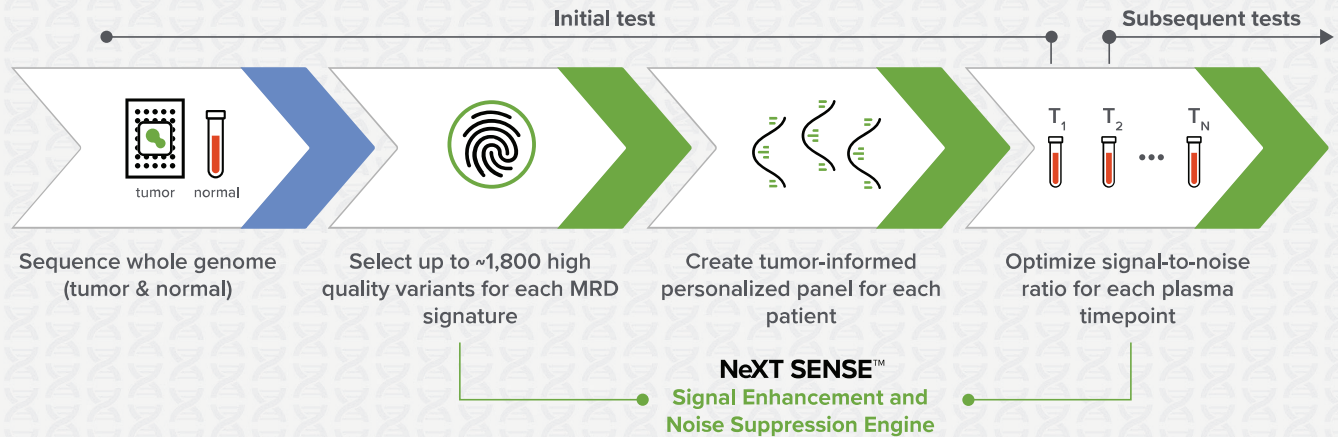 Initial test
Subsequent tests
tumor
normal
T1
T2
TN
Sequence whole genome
(tumor & normal)
Select up to ~1,800 high
quality variants for each MRD
signature
Create tumor-informed
personalized panel for each
patient
Optimize signal-to-noise
ratio for each plasma
timepoint
NeXT SENSE™
Signal Enhancement and
Noise Suppression Engine